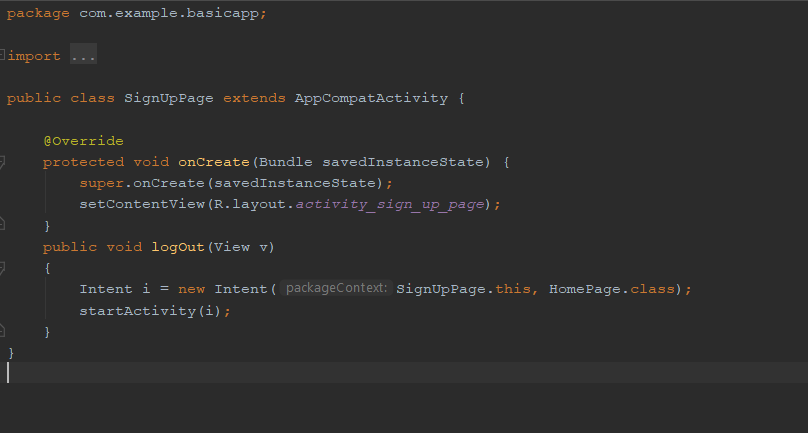 package com.example.basicapp;
import ...
public class SignUpPage extends AppCompatActivity {
@Override
protected void onCreate(Bundle savedInstanceState) {
super.onCreate(savedInstanceState);
setContentView(R.layout.activity_sign_up_page);
}
public void logOut(View v)
{
Intent i = new Intent( packageContext: SignUpPage.this, HomePage.class);
startActivity(i);
}
}